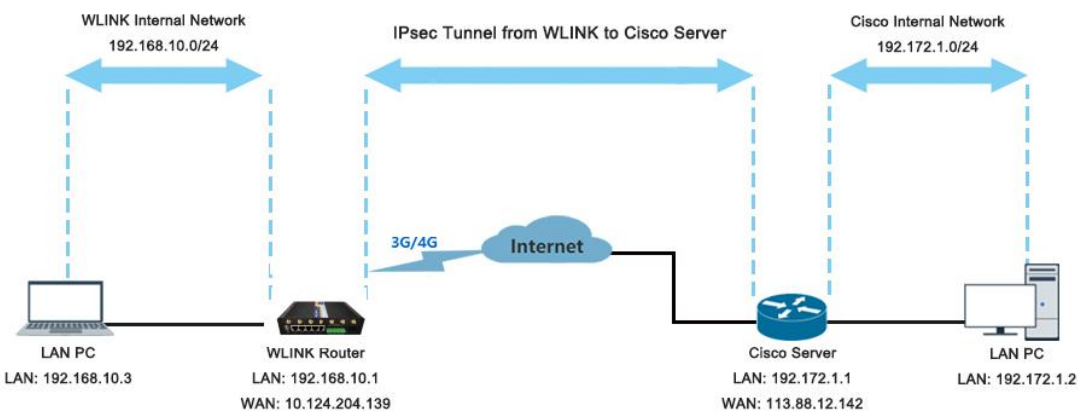 WLINK Internal Network
192.168.10.0/24
IPsec Tunnel from WLINK to Cisco Server
Cisco Internal Network
192.172.1.0/24
3G/4G
Internet
LAN PC
LAN: 192.168.10.3
WLINK Router
LAN: 192.168.10.1
WAN: 10.124.204.139
Cisco Server
LAN: 192.172.1.1
WAN: 113.88.12.142
LAN PC
LAN: 192.172.1.2